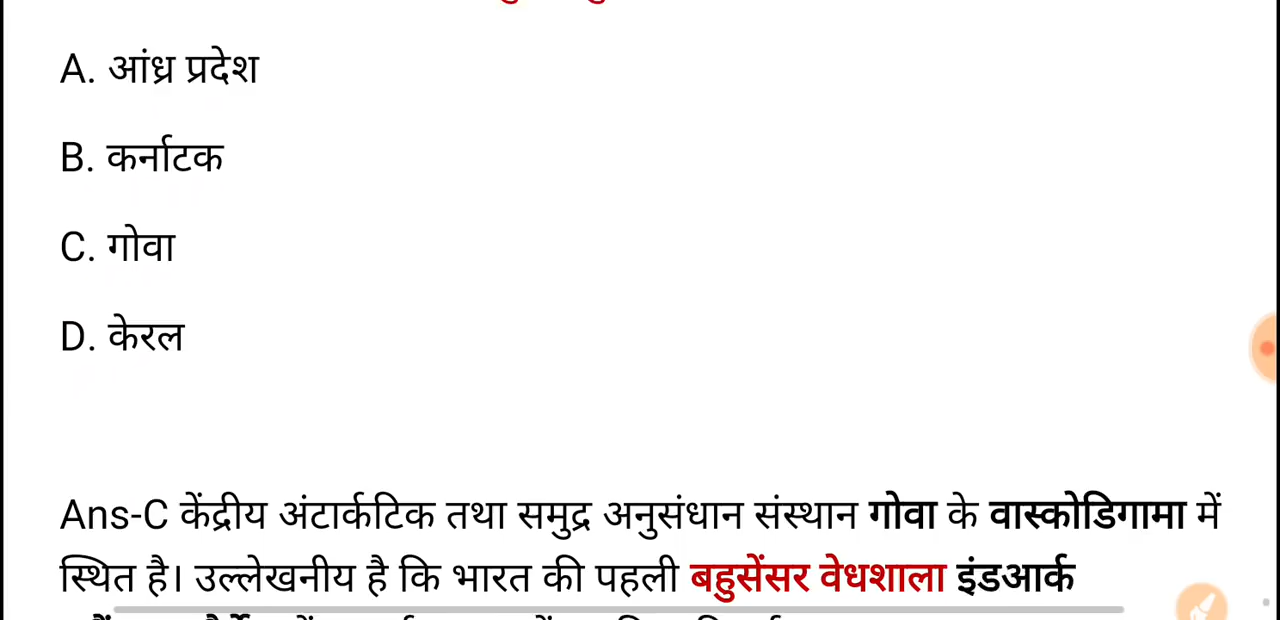 A. आंध्र प्रदेश
B. कर्नाटक
C. गोवा
D. केरल
Ans-C केंद्रीय अंटार्कटिक तथा समुद्र अनुसंधान संस्थान गोवा के वास्कोडिगामा में
स्थित है। उल्लेखनीय है कि भारत की पहली बहुसेंसर वेधशाला इंडआर्क